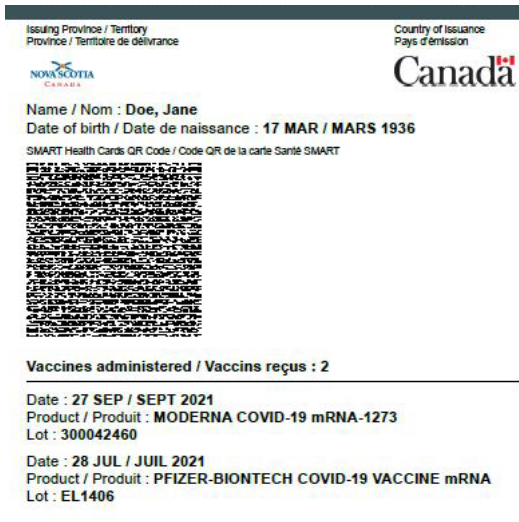 Issuing Province / Territory
Province / Territoire de délivrance
Country of Issuance
Pays d'émission
NOVA SCOTIA
CANADA
Canada
Name / Nom : Doe, Jane
Date of birth / Date de naissance : 17 MAR / MARS 1936
SMART Health Cards QR Code / Code QR de la carte Santé SMART
Vaccines administered / Vaccins reçus : 2
Date : 27 SEP / SEPT 2021
Product / Produit : MODERNA COVID-19 mRNA-1273
Lot : 300042460
Date : 28 JUL / JUIL 2021
Product / Produit : PFIZER-BIONTECH COVID-19 VACCINE mRNA
Lot : EL1406